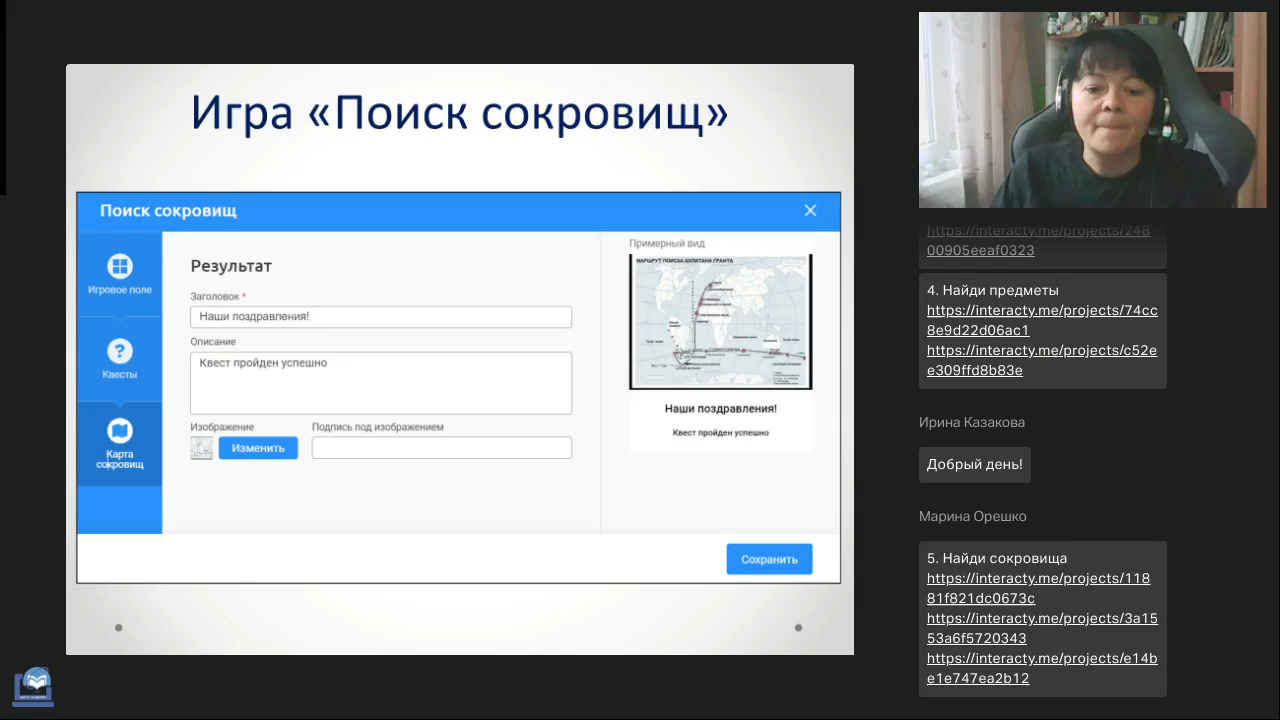 Игра «Поиск сокровищ»
Поиск сокровищ
Игровое поле
Квесты
Карта
сокровищ
Результат
Заголовок *
Наши поздравления!
Описание
Квест пройден успешно
Изображение
Изменить
Подпись под изображением
Примерный вид
МАРШРУТ ПОИСКА КАПИТАНА ГРАНТА
Наши поздравления!
Квест пройден успешно
Сохранить
https://interacty.me/projects/248
00905eeaf0323
4. Найди предметы
https://interacty.me/projects/74cc
8e9d22d06ac1
https://interacty.me/projects/c52e
e309ffd8b83e
Ирина Казакова
Добрый день!
Марина Орешко
5. Найди сокровища
https://interacty.me/projects/118
81f821dc0673c
https://interacty.me/projects/3a15
53a6f5720343
https://interacty.me/projects/e14b
e1e747ea2b12